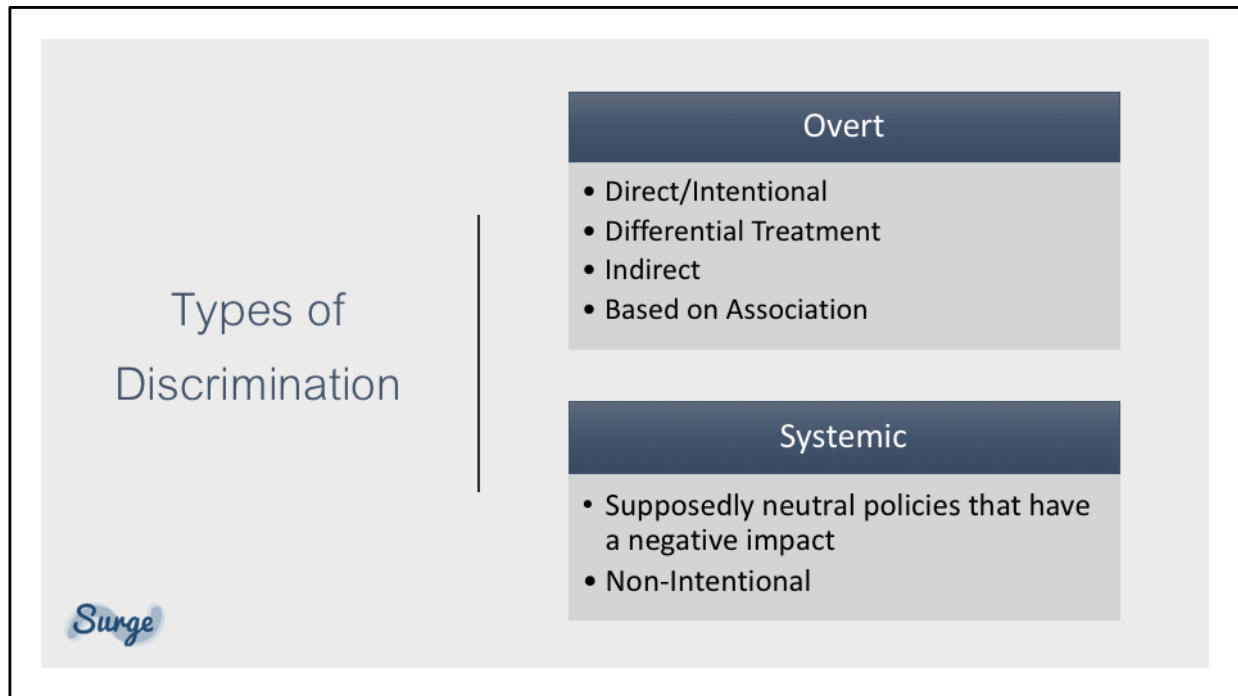 Types of
Discrimination
Overt
• Direct/Intentional
• Differential Treatment
• Indirect
• Based on Association
Systemic
• Supposedly neutral policies that have
a negative impact
• Non-Intentional
Surge